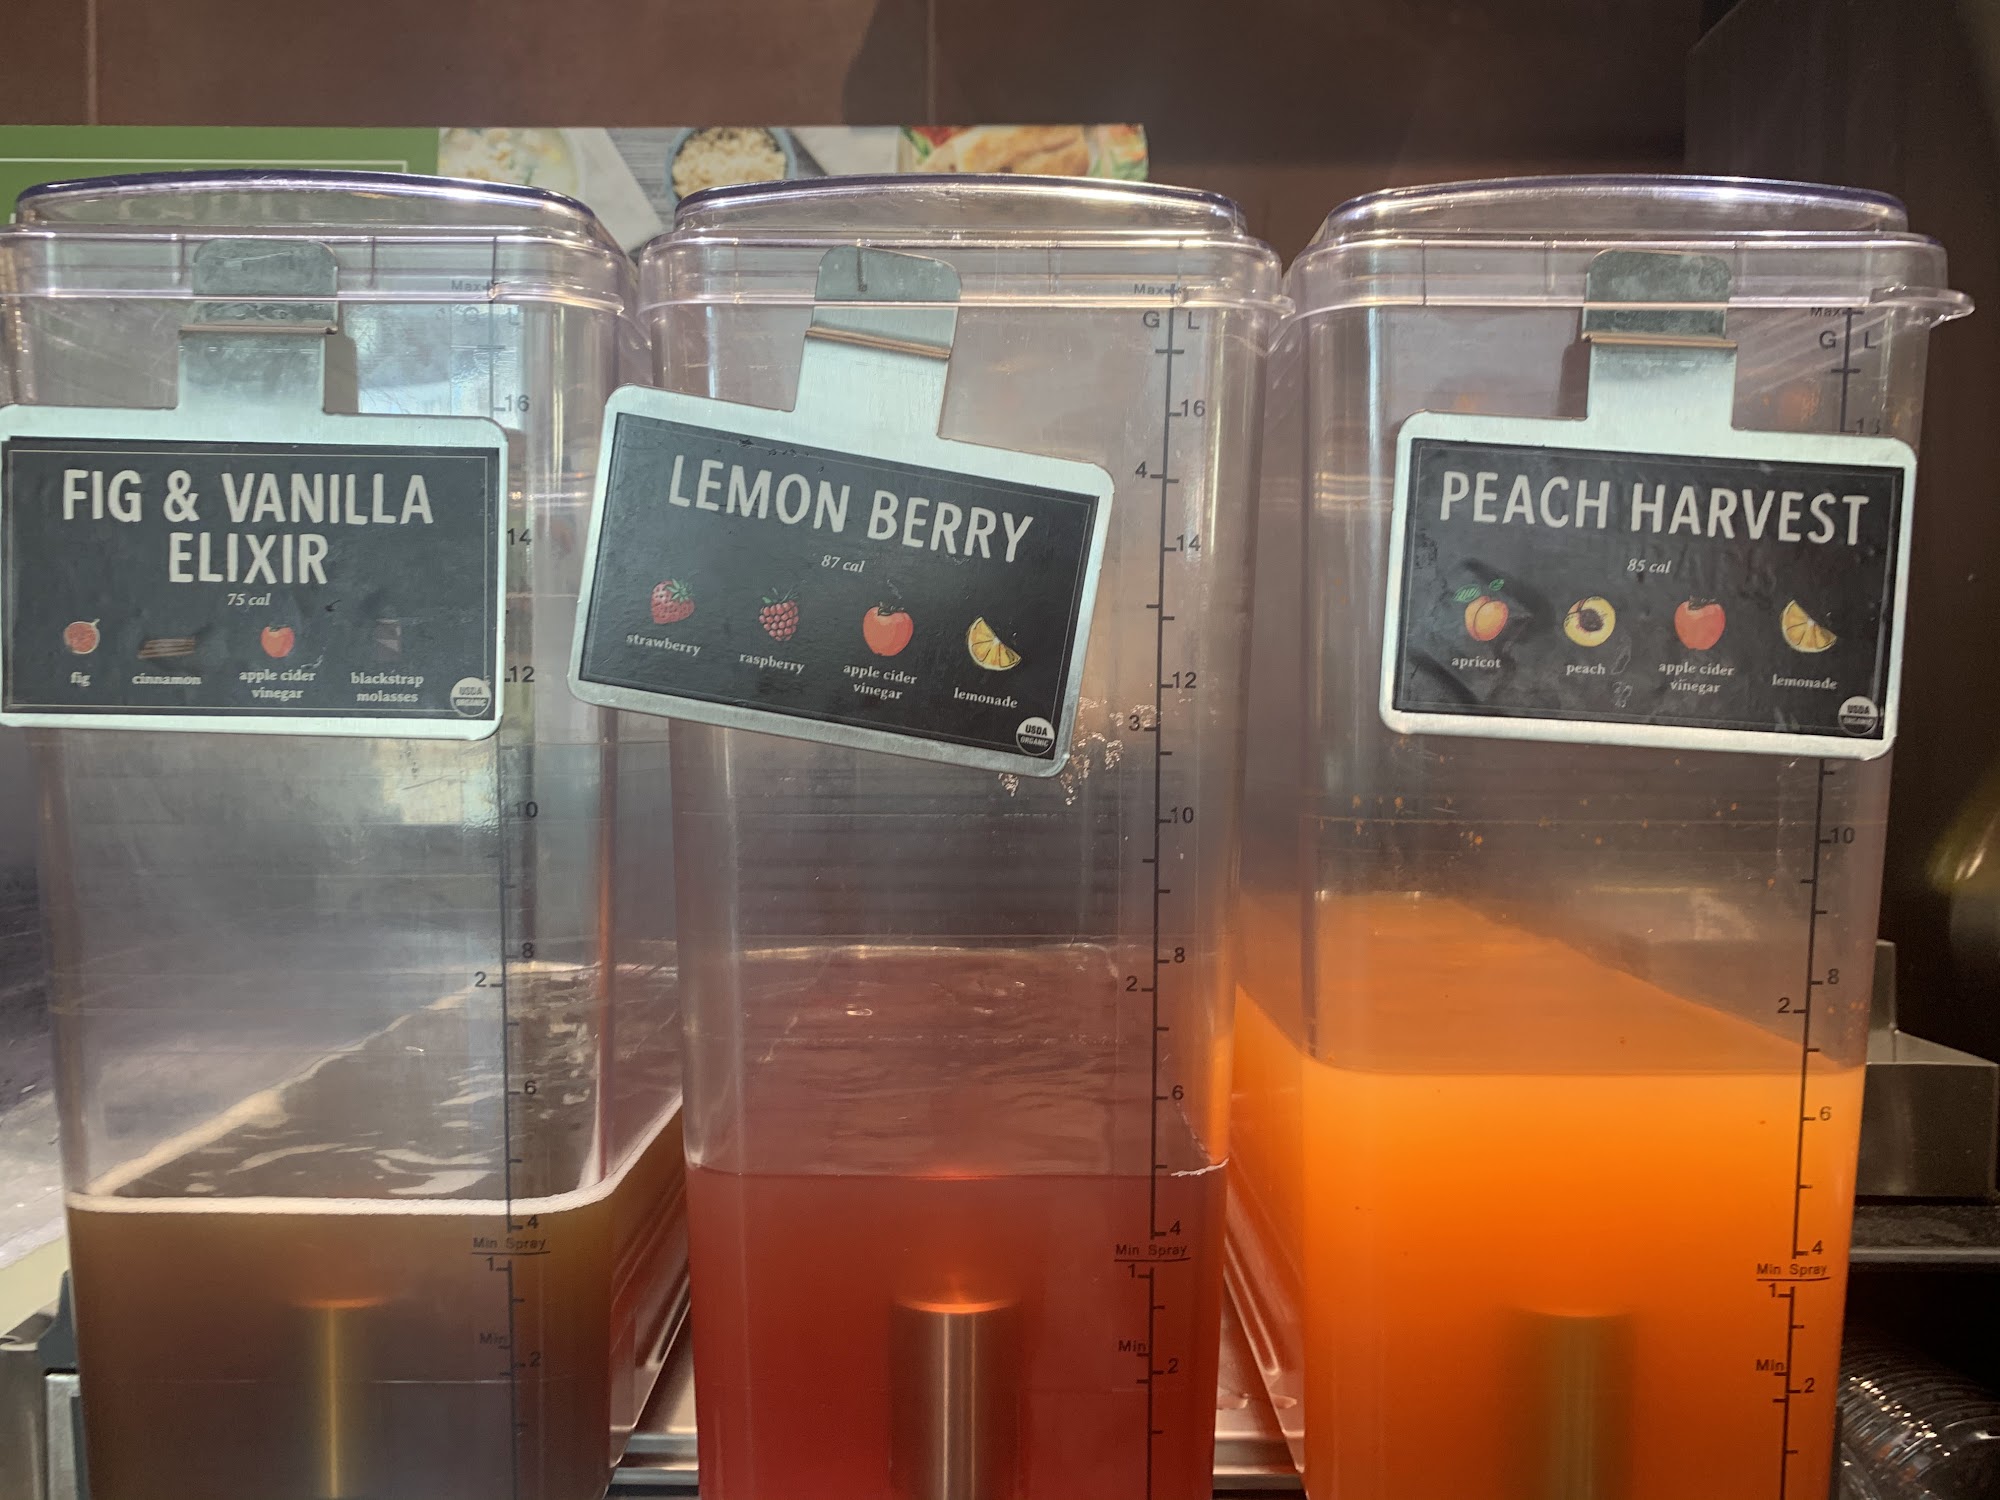 FIG & VANILLA
ELIXIR
75 cal
fig
cinnamon
apple cider
vinegar
blackstrap
molasses
USDA
ORGANIC
Max
G L
16
14
12
10
8
2
6
4
Min Spray
1
Min
2
LEMON BERRY
87 cal
strawberry
raspberry
apple cider
vinegar
lemonade
USDA
ORGANIC
Max
G L
16
4
14
12
3
10
8
2
6
4
Min Spray
1
Min
2
PEACH HARVEST
85 cal
apricot
peach
apple cider
vinegar
lemonade
USDA
ORGANIC
Max
G L
10
8
2
6
4
Min Spray
1
Min
2